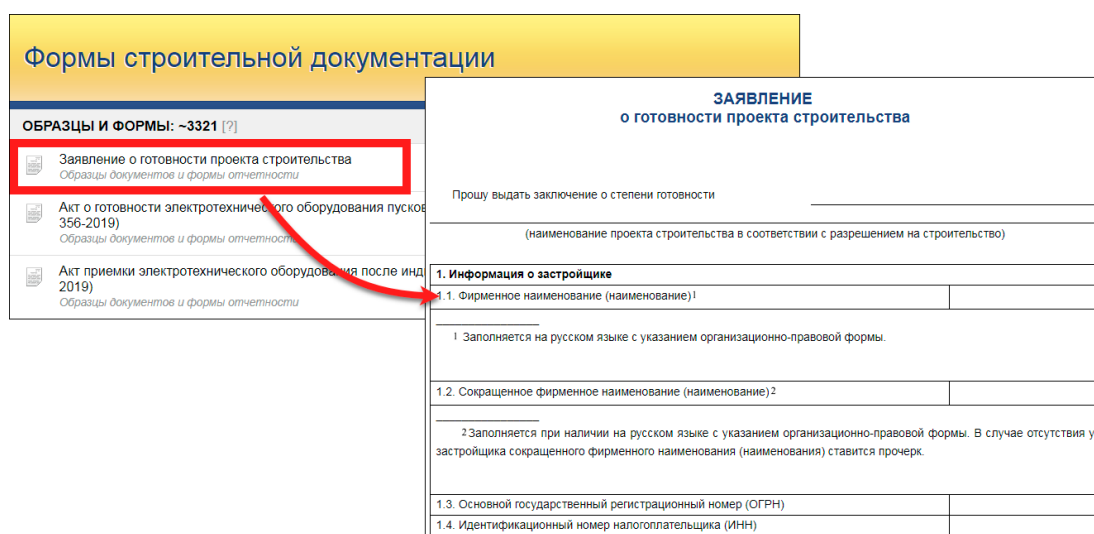 Формы строительной документации
ОБРАЗЦЫ И ФОРМЫ: ~3321 [?]
Заявление о готовности проекта строительства
Образцы документов и формы отчетности
Акт о готовности электротехнического оборудования пусков
356-2019)
Образцы документов и формы отчетности
Акт приемки электротехнического оборудования после инди
2019)
Образцы документов и формы отчетности
ЗАЯВЛЕНИЕ
о готовности проекта строительства
Прошу выдать заключение о степени готовности
(наименование проекта строительства в соответствии с разрешением на строительство)
1. Информация о застройщике
1.1. Фирменное наименование (наименование)1
1 Заполняется на русском языке с указанием организационно-правовой формы.
1.2. Сокращенное фирменное наименование (наименование)2
2 Заполняется при наличии на русском языке с указанием организационно-правовой формы. В случае отсутствия у
застройщика сокращенного фирменного наименования (наименования) ставится прочерк.
1.3. Основной государственный регистрационный номер (ОГРН)
1.4. Идентификационный номер налогоплательщика (ИНН)